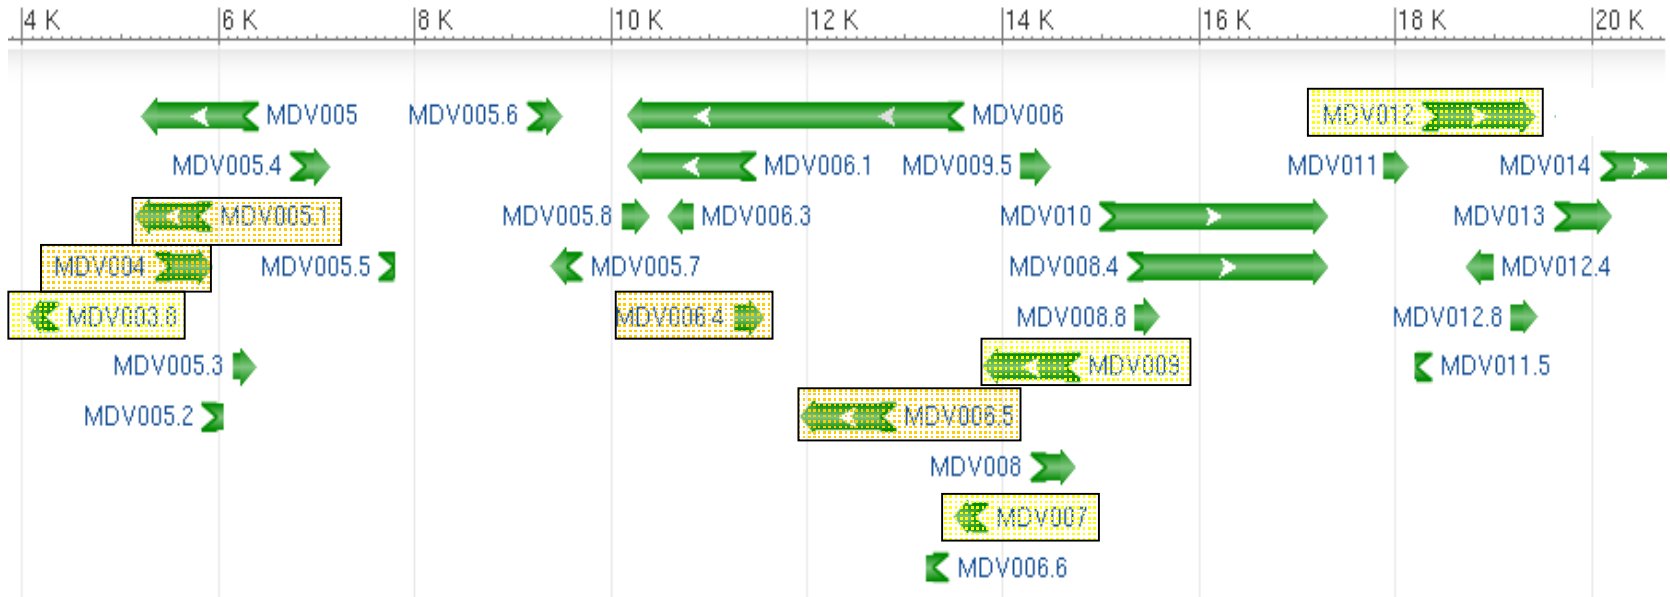 4 K 6 K 8 K 10 K 12 K 14 K 16 K 18 K 20 K
MDV005 MDV005.6 MDV006 MDV012
MDV005.4 MDV006.1 MDV009.5 MDV011 MDV014
MDV005.1 MDV005.8 MDV006.3 MDV010 MDV013
MDV004 MDV005.5 MDV005.7 MDV008.4 MDV012.4
MDV003.8 MDV006.4 MDV008.8 MDV012.8
MDV005.3 MDV009 MDV011.5
MDV005.2 MDV006.5
MDV008
MDV007
MDV006.6